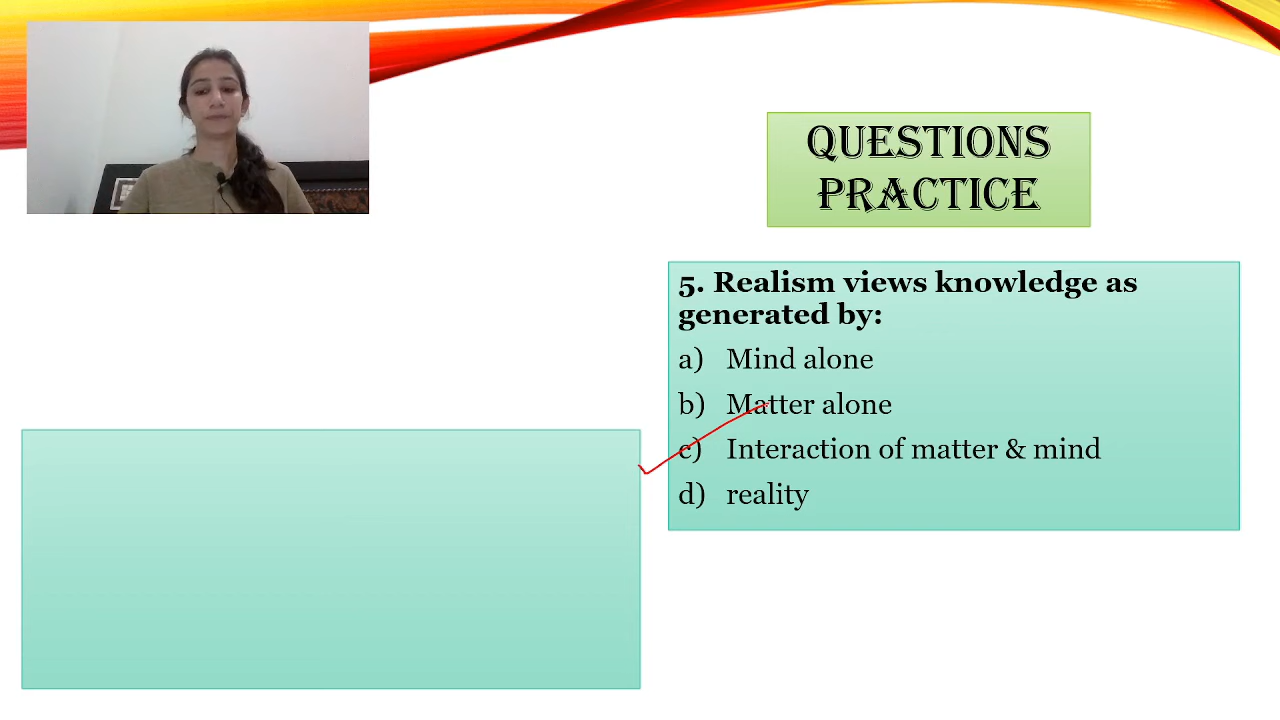 QUESTIONS
PRACTICE
5. Realism views knowledge as
generated by:
a) Mind alone
b) Matter alone
c) Interaction of matter & mind
d) reality